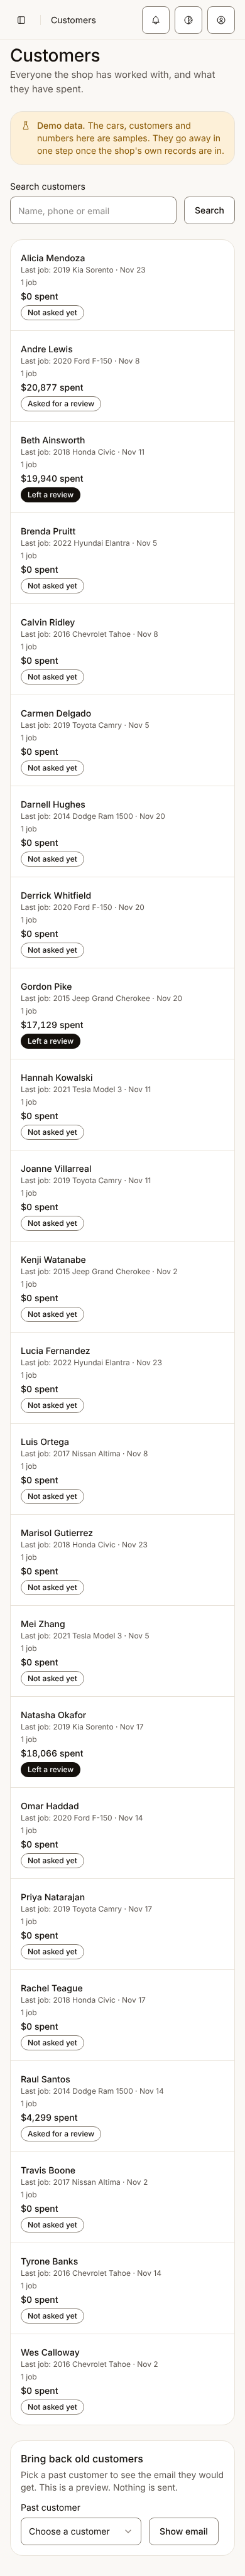 Customers
Customers
Everyone the shop has worked with, and what
they have spent.
Demo data. The cars, customers and
numbers here are samples. They go away in
one step once the shop's own records are in.
Search customers
Name, phone or email
Search
Alicia Mendoza
Last job: 2019 Kia Sorento · Nov 23
1 job
$0 spent
Not asked yet
Andre Lewis
Last job: 2020 Ford F-150 · Nov 8
1 job
$20,877 spent
Asked for a review
Beth Ainsworth
Last job: 2018 Honda Civic · Nov 11
1 job
$19,940 spent
Left a review
Brenda Pruitt
Last job: 2022 Hyundai Elantra · Nov 5
1 job
$0 spent
Not asked yet
Calvin Ridley
Last job: 2016 Chevrolet Tahoe · Nov 8
1 job
$0 spent
Not asked yet
Carmen Delgado
Last job: 2019 Toyota Camry · Nov 5
1 job
$0 spent
Not asked yet
Darnell Hughes
Last job: 2014 Dodge Ram 1500 · Nov 20
1 job
$0 spent
Not asked yet
Derrick Whitfield
Last job: 2020 Ford F-150 · Nov 20
1 job
$0 spent
Not asked yet
Gordon Pike
Last job: 2015 Jeep Grand Cherokee · Nov 20
1 job
$17,129 spent
Left a review
Hannah Kowalski
Last job: 2021 Tesla Model 3 · Nov 11
1 job
$0 spent
Not asked yet
Joanne Villarreal
Last job: 2019 Toyota Camry · Nov 11
1 job
$0 spent
Not asked yet
Kenji Watanabe
Last job: 2015 Jeep Grand Cherokee · Nov 2
1 job
$0 spent
Not asked yet
Lucia Fernandez
Last job: 2022 Hyundai Elantra · Nov 23
1 job
$0 spent
Not asked yet
Luis Ortega
Last job: 2017 Nissan Altima · Nov 8
1 job
$0 spent
Not asked yet
Marisol Gutierrez
Last job: 2018 Honda Civic · Nov 23
1 job
$0 spent
Not asked yet
Mei Zhang
Last job: 2021 Tesla Model 3 · Nov 5
1 job
$0 spent
Not asked yet
Natasha Okafor
Last job: 2019 Kia Sorento · Nov 17
1 job
$18,066 spent
Left a review
Omar Haddad
Last job: 2020 Ford F-150 · Nov 14
1 job
$0 spent
Not asked yet
Priya Natarajan
Last job: 2019 Toyota Camry · Nov 17
1 job
$0 spent
Not asked yet
Rachel Teague
Last job: 2018 Honda Civic · Nov 17
1 job
$0 spent
Not asked yet
Raul Santos
Last job: 2014 Dodge Ram 1500 · Nov 14
1 job
$4,299 spent
Asked for a review
Travis Boone
Last job: 2017 Nissan Altima · Nov 2
1 job
$0 spent
Not asked yet
Tyrone Banks
Last job: 2016 Chevrolet Tahoe · Nov 14
1 job
$0 spent
Not asked yet
Wes Calloway
Last job: 2016 Chevrolet Tahoe · Nov 2
1 job
$0 spent
Not asked yet
Bring back old customers
Pick a past customer to see the email they would
get. This is a preview. Nothing is sent.
Past customer
Choose a customer
Show email